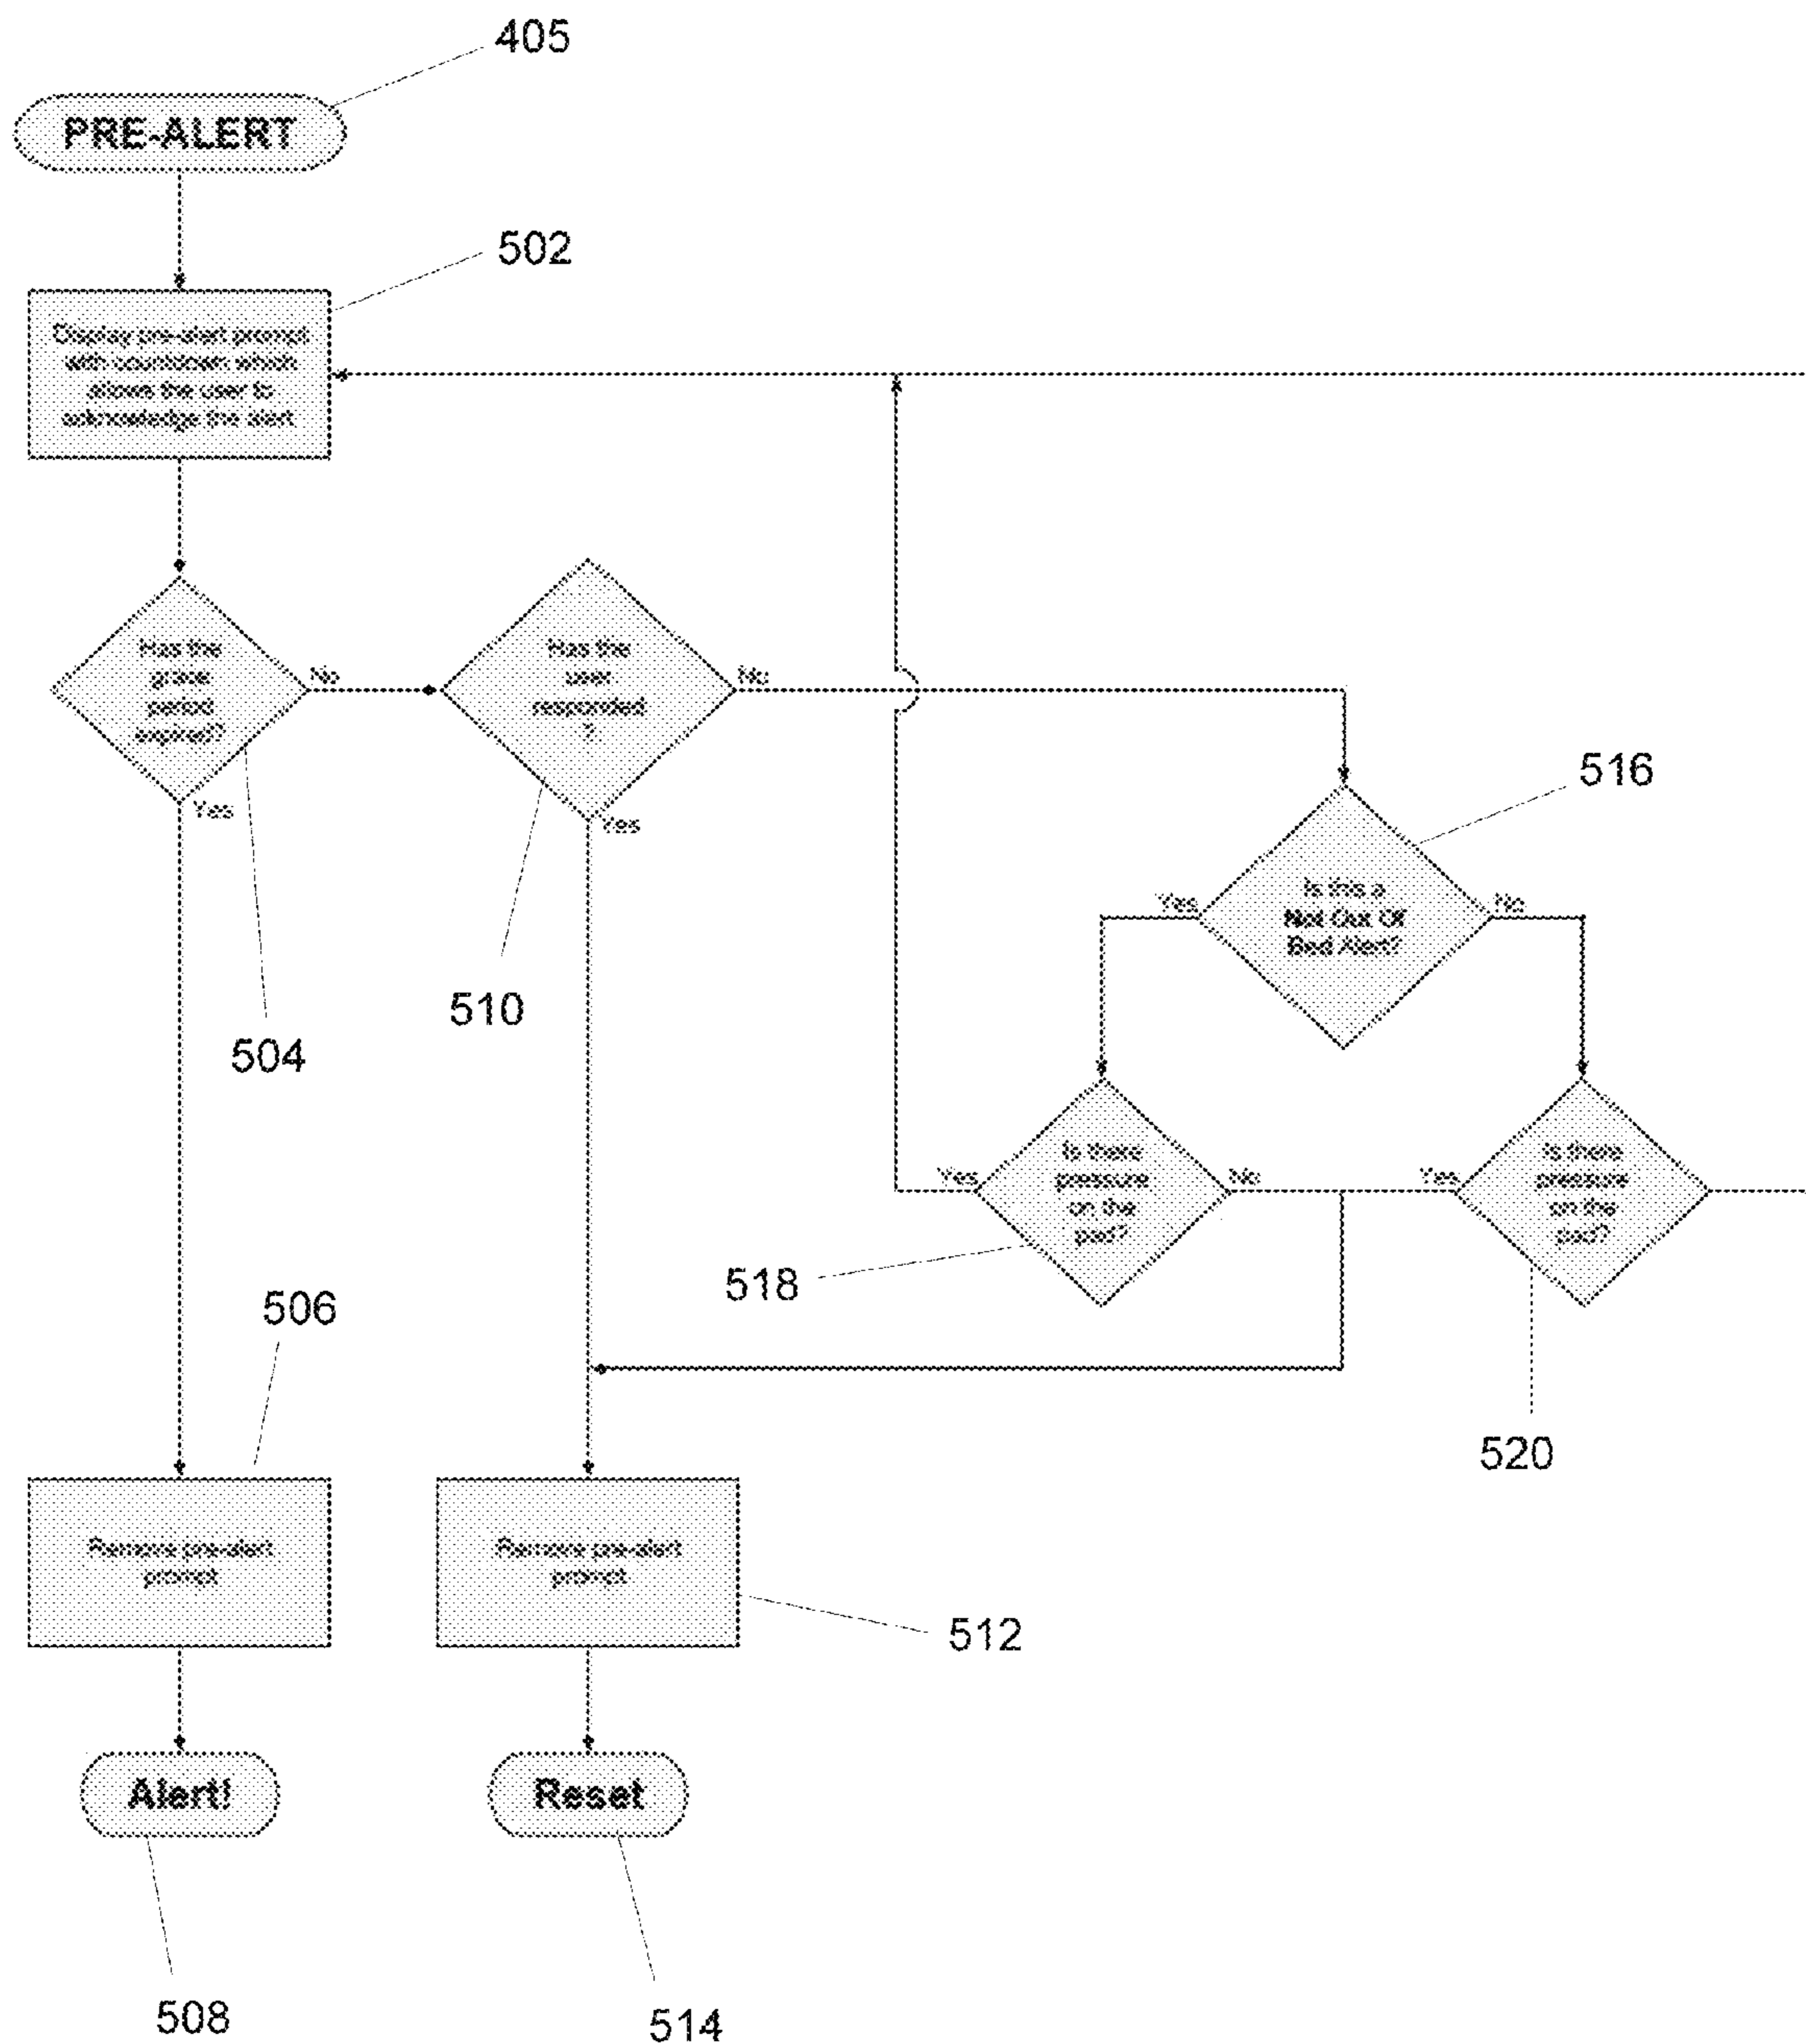 405
PRE-ALERT
502
Display pre-alert prompt
with countdown which
allows the user to
acknowledge the alert
Has the
grace
period
expired?
No
Yes
504
Has the
user
responded
?
No
Yes
510
516
Is this a
Not Out Of
Bed Alert?
Yes
No
Is there
pressure
on the
pad?
Yes
No
518
Is there
pressure
on the
pad?
Yes
520
506
Remove pre-alert
prompt
Remove pre-alert
prompt
512
Alert!
Reset
508
514